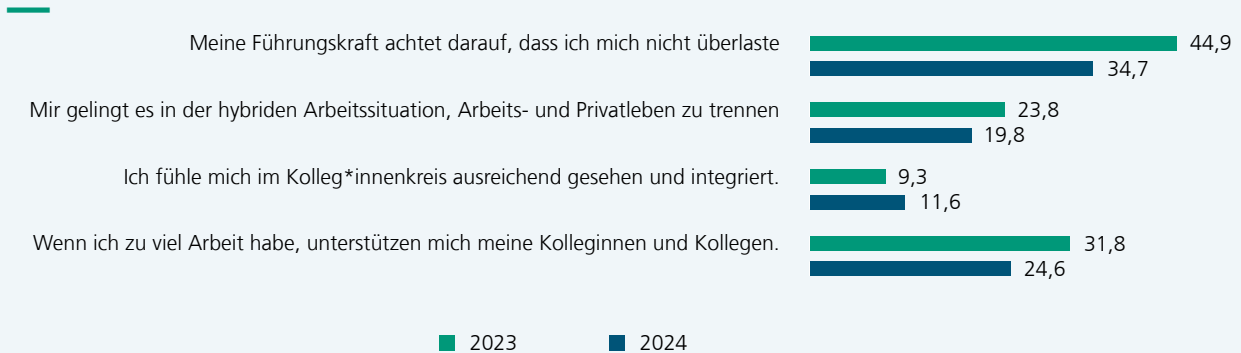 Meine Führungskraft achtet darauf, dass ich mich nicht überlaste
44,9
34,7
Mir gelingt es in der hybriden Arbeitssituation, Arbeits- und Privatleben zu trennen
23,8
19,8
Ich fühle mich im Kolleg*innenkreis ausreichend gesehen und integriert.
9,3
11,6
Wenn ich zu viel Arbeit habe, unterstützen mich meine Kolleginnen und Kollegen.
31,8
24,6
2023 2024